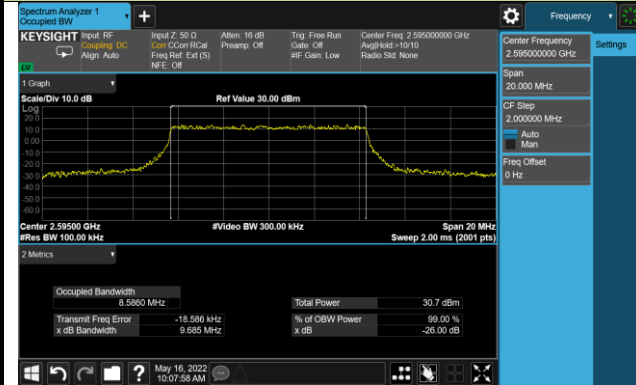 Spectrum Analyzer 1
Occupied BW
Frequency
KEYSIGHT
Input: RF
Coupling: DC
Align: Auto
Input Z: 50 Ω
Corr CCorr RCal
Freq Ref: Ext (S)
NFE: Off
Atten: 16 dB
Preamp: Off
Trig: Free Run
Gate: Off
#IF Gain: Low
Center Freq: 2.595000000 GHz
Avg|Hold:>10/10
Radio Std: None
Center Frequency
2.595000000 GHz
Settings
Span
20.000 MHz
CF Step
2.000000 MHz
Auto
Man
Freq Offset
0 Hz
1 Graph
Scale/Div 10.0 dB
Ref Value 30.00 dBm
Log
20.0
10.0
0.00
-10.0
-20.0
-30.0
-40.0
-50.0
-60.0
Center 2.59500 GHz
#Video BW 300.00 kHz
Span 20 MHz
#Res BW 100.00 kHz
Sweep 2.00 ms (2001 pts)
2 Metrics
Occupied Bandwidth
8.5860 MHz
Total Power
30.7 dBm
Transmit Freq Error
-18.586 kHz
% of OBW Power
99.00 %
x dB Bandwidth
9.685 MHz
x dB
-26.00 dB
May 16, 2022
10:07:58 AM